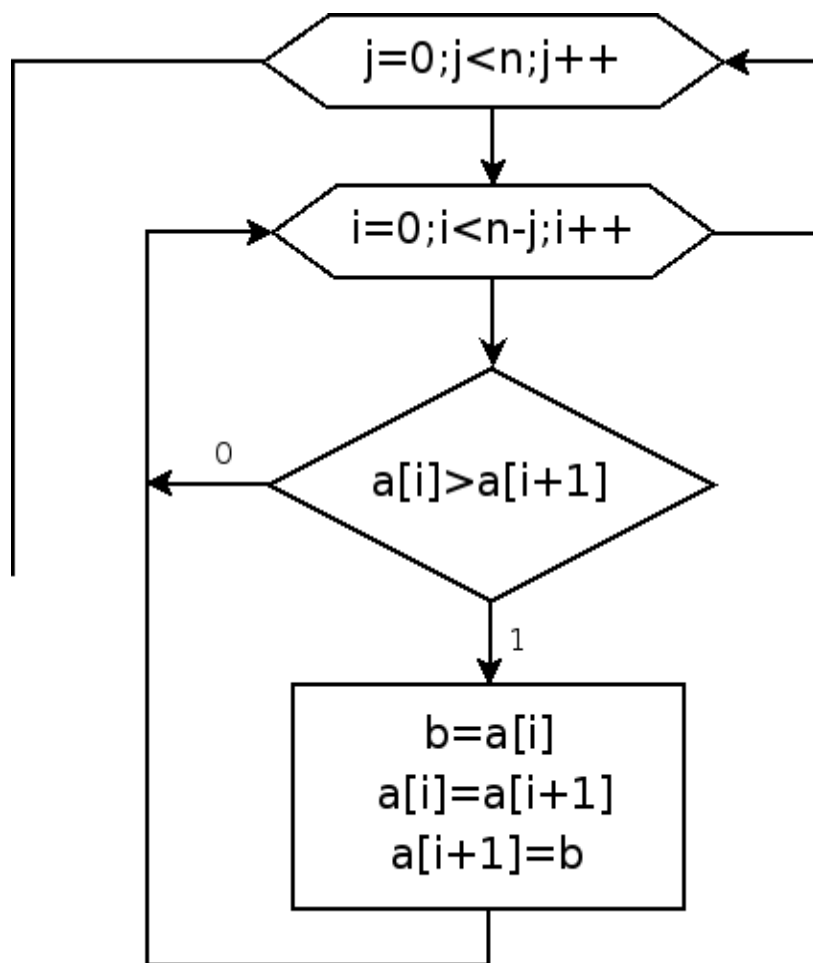 j=0;j<n;j++
i=0;i<n-j;i++
0
a[i]>a[i+1]
1
b=a[i]
a[i]=a[i+1]
a[i+1]=b